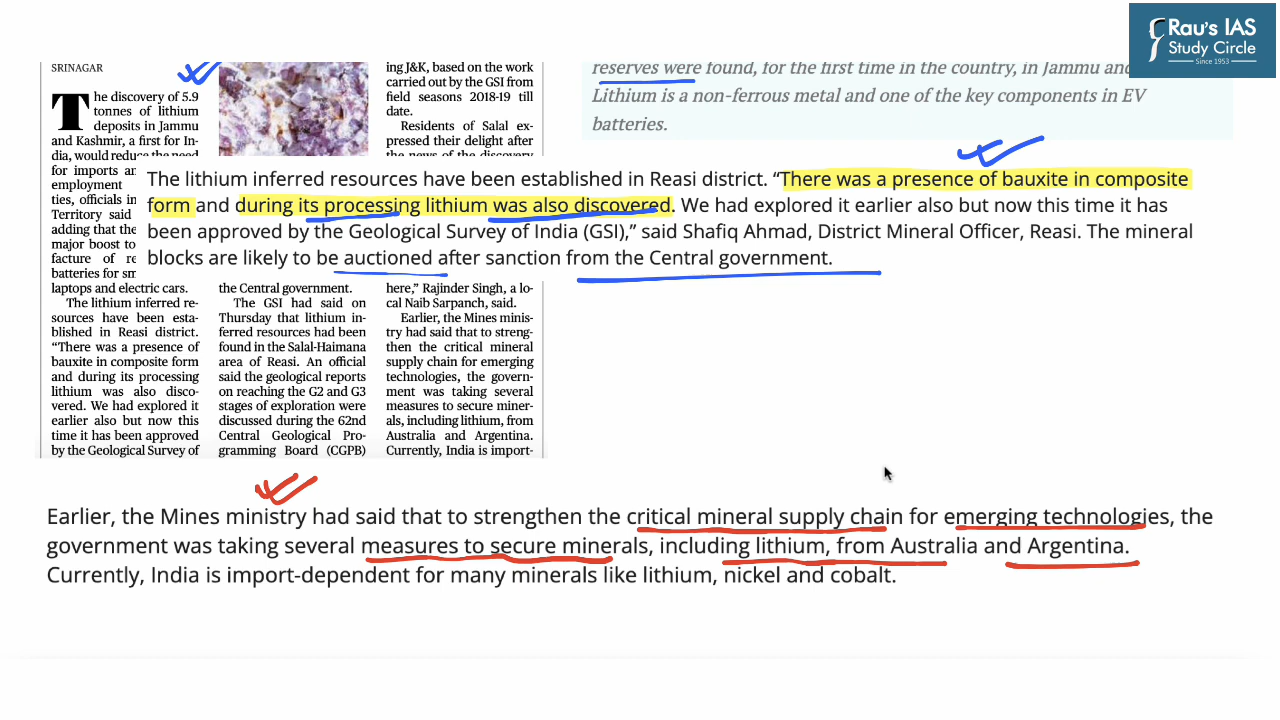 Rau's IAS
Study Circle
Since 1953
SRINAGAR
The discovery of 5.9
tonnes of lithium
deposits in Jammu
and Kashmir, a first for In-
dia, would reduce the need
for imports
employment
ties, officials in
Territory said
adding that the
major boost to
facture of
batteries for
laptops and electric cars.
The lithium inferred re-
sources have been esta-
blished in Reasi district.
“There was a presence of
bauxite in composite form
and during its processing
lithium was also disco-
vered. We had explored it
earlier also but now this
time it has been approved
by the Geological Survey of
the Central government.
The GSI had said on
Thursday that lithium in-
ferred resources had been
found in the Salal-Haimana
area of Reasi. An official
said the geological reports
on reaching the G2 and G3
stages of exploration were
discussed during the 62nd
Central Geological Pro-
gramming Board (CGPB)
ing J&K, based on the work
carried out by the GSI from
field seasons 2018-19 till
date.
Residents of Salal ex-
pressed their delight after
the news of the discovery
here,” Rajinder Singh, a lo-
cal Naib Sarpanch, said.
Earlier, the Mines minis-
try had said that to streng-
then the critical mineral
supply chain for emerging
technologies, the govern-
ment was taking several
measures to secure miner-
als, including lithium, from
Australia and Argentina.
Currently, India is import-
reserves were found, for the first time in the country, in Jammu and
Lithium is a non-ferrous metal and one of the key components in EV
batteries.
The lithium inferred resources have been established in Reasi district. “There was a presence of bauxite in composite
form and during its processing lithium was also discovered. We had explored it earlier also but now this time it has
been approved by the Geological Survey of India (GSI),” said Shafiq Ahmad, District Mineral Officer, Reasi. The mineral
blocks are likely to be auctioned after sanction from the Central government.
Earlier, the Mines ministry had said that to strengthen the critical mineral supply chain for emerging technologies, the
government was taking several measures to secure minerals, including lithium, from Australia and Argentina.
Currently, India is import-dependent for many minerals like lithium, nickel and cobalt.